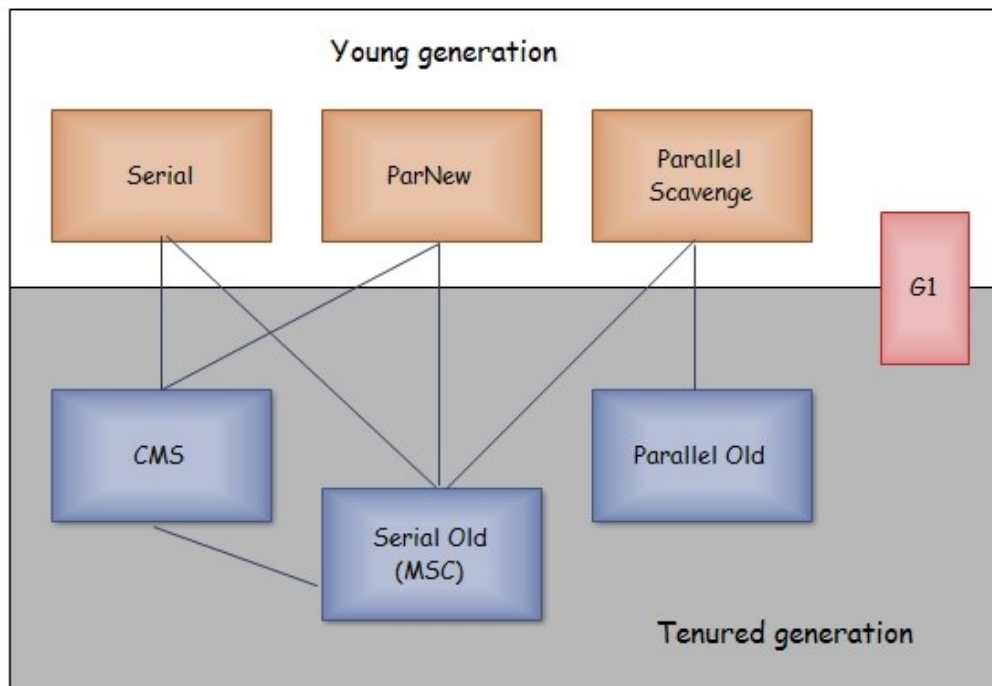 Young generation
Serial
ParNew
Parallel
Scavenge
G1
CMS
Parallel Old
Serial Old
(MSC)
Tenured generation